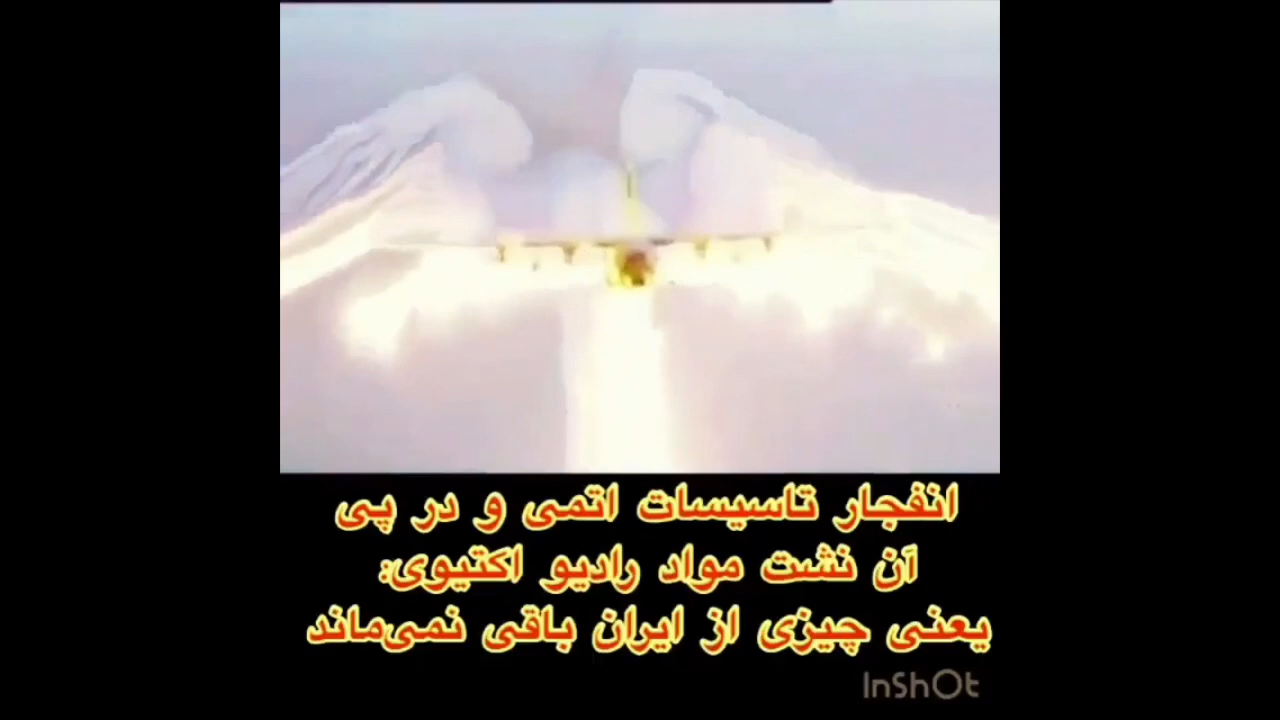 انفجار تاسیسات اتمی و در پی
آن نشت مواد رادیو اکتیوی:
یعنی چیزی از ایران باقی نمی‌ماند
InShOt